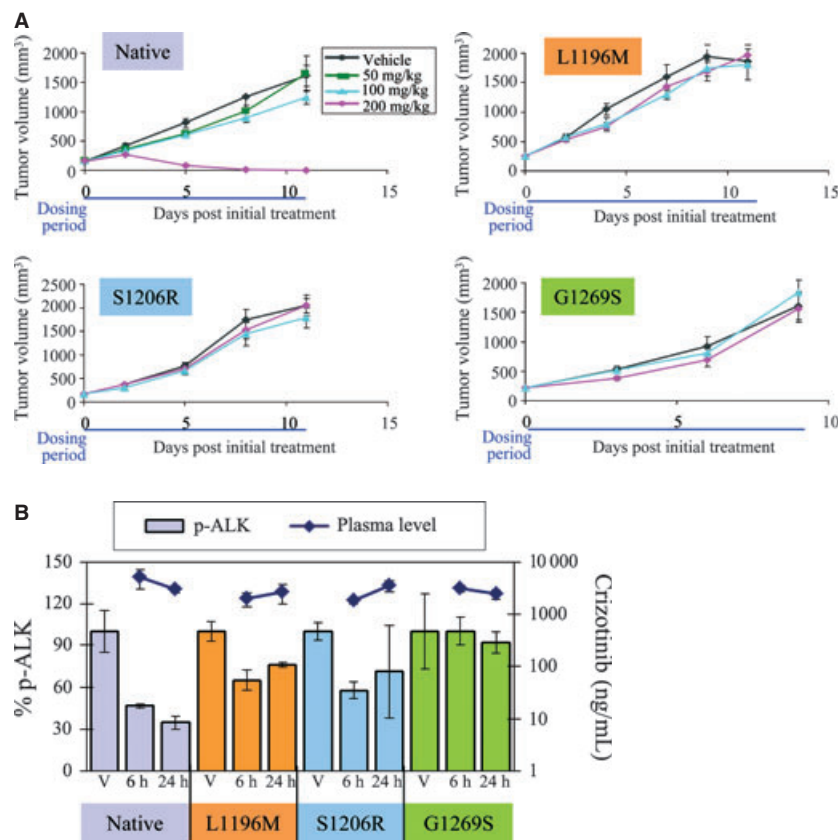 A
Native
Vehicle
50 mg/kg
100 mg/kg
200 mg/kg
Tumor volume (mm³)
2000
1500
1000
500
0
0 5 10 15
Dosing period
Days post initial treatment
L1196M
Tumor volume (mm³)
2000
1500
1000
500
0
0 5 10 15
Dosing period
Days post initial treatment
S1206R
Tumor volume (mm³)
2500
2000
1500
1000
500
0
0 5 10 15
Dosing period
Days post initial treatment
G1269S
Tumor volume (mm³)
2500
2000
1500
1000
500
0
0 5 10
Dosing period
Days post initial treatment
B
p-ALK Plasma level
% p-ALK
150
120
90
60
30
0
10 000
1000
100
10
1
Crizotinib (ng/mL)
V 6 h 24 h V 6 h 24 h V 6 h 24 h V 6 h 24 h
Native L1196M S1206R G1269S